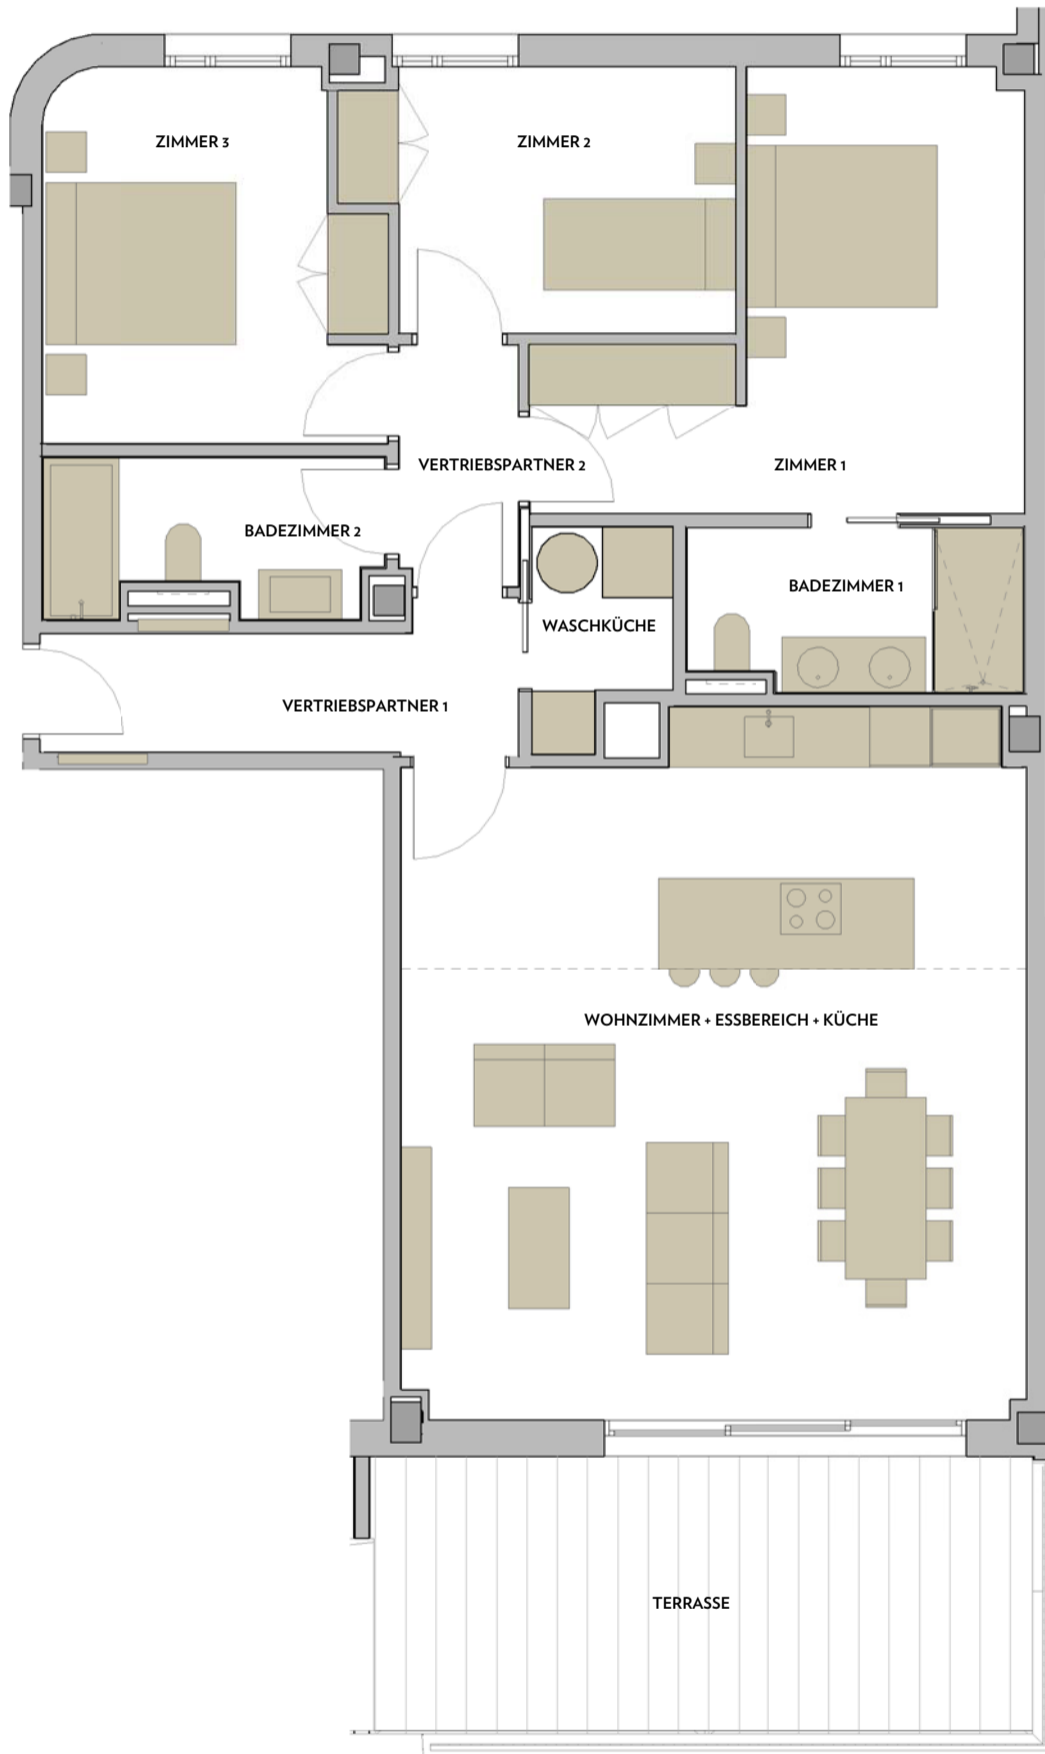 ZIMMER 3
ZIMMER 2
VERTRIEBSPARTNER 2
ZIMMER 1
BADEZIMMER 2
BADEZIMMER 1
WASCHKÜCHE
VERTRIEBSPARTNER 1
WOHNZIMMER + ESSBEREICH + KÜCHE
TERRASSE